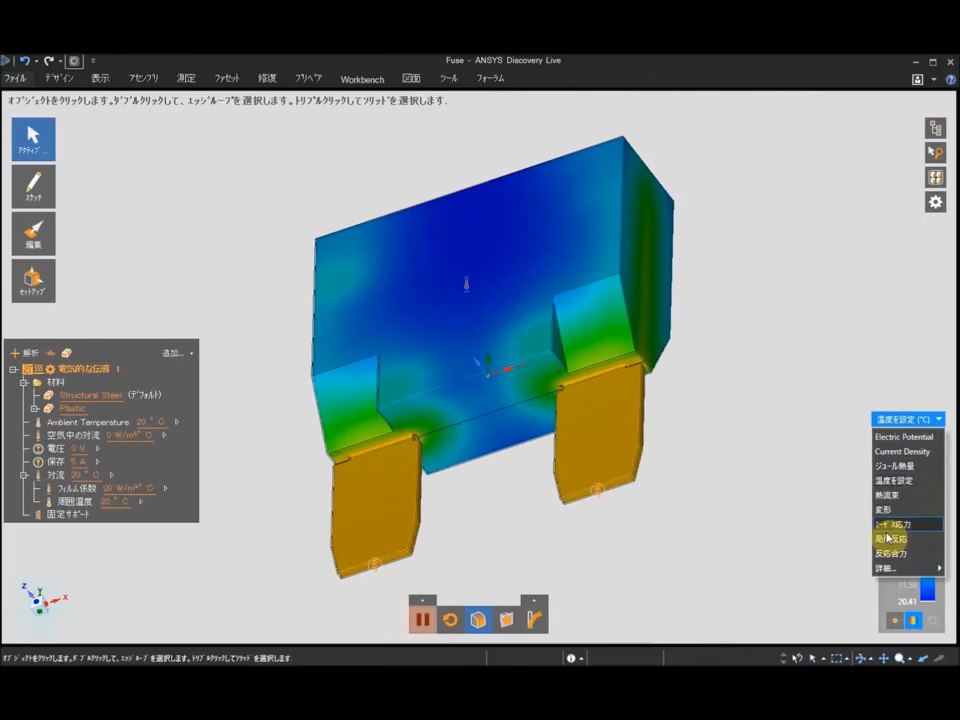 Fuse - ANSYS Discovery Live
ファイル デザイン 表示 アセンブリ 測定 ファセット 修復 プリペア Workbench 図面 ツール フォーラム
オブジェクトをクリックします。ダブルクリックして、エッジループを選択します。トリプルクリックしてソリッドを選択します.
アクティブ...
スケッチ
編集
セットアップ
解析 追加...
電気的な伝導 1
材料
Structural Steel (デフォルト)
Plastic
Ambient Temperature 20 ° C
空気中の対流 0 W/m²° C
電圧 0 V
保存 5 A
対流 20 ° C
フィルム係数 20 W/m²° C
周囲温度 20 ° C
固定サポート
温度を設定 (°C)
Electric Potential
Current Density
ジュール熱量
温度を設定
熱流束
変形
ミーゼス応力
局所反応
反応合力
詳細...
21.58
20.41
Z Y X
オブジェクトをクリックします。ダブルクリックして、エッジループを選択します。トリプルクリックしてソリッドを選択します